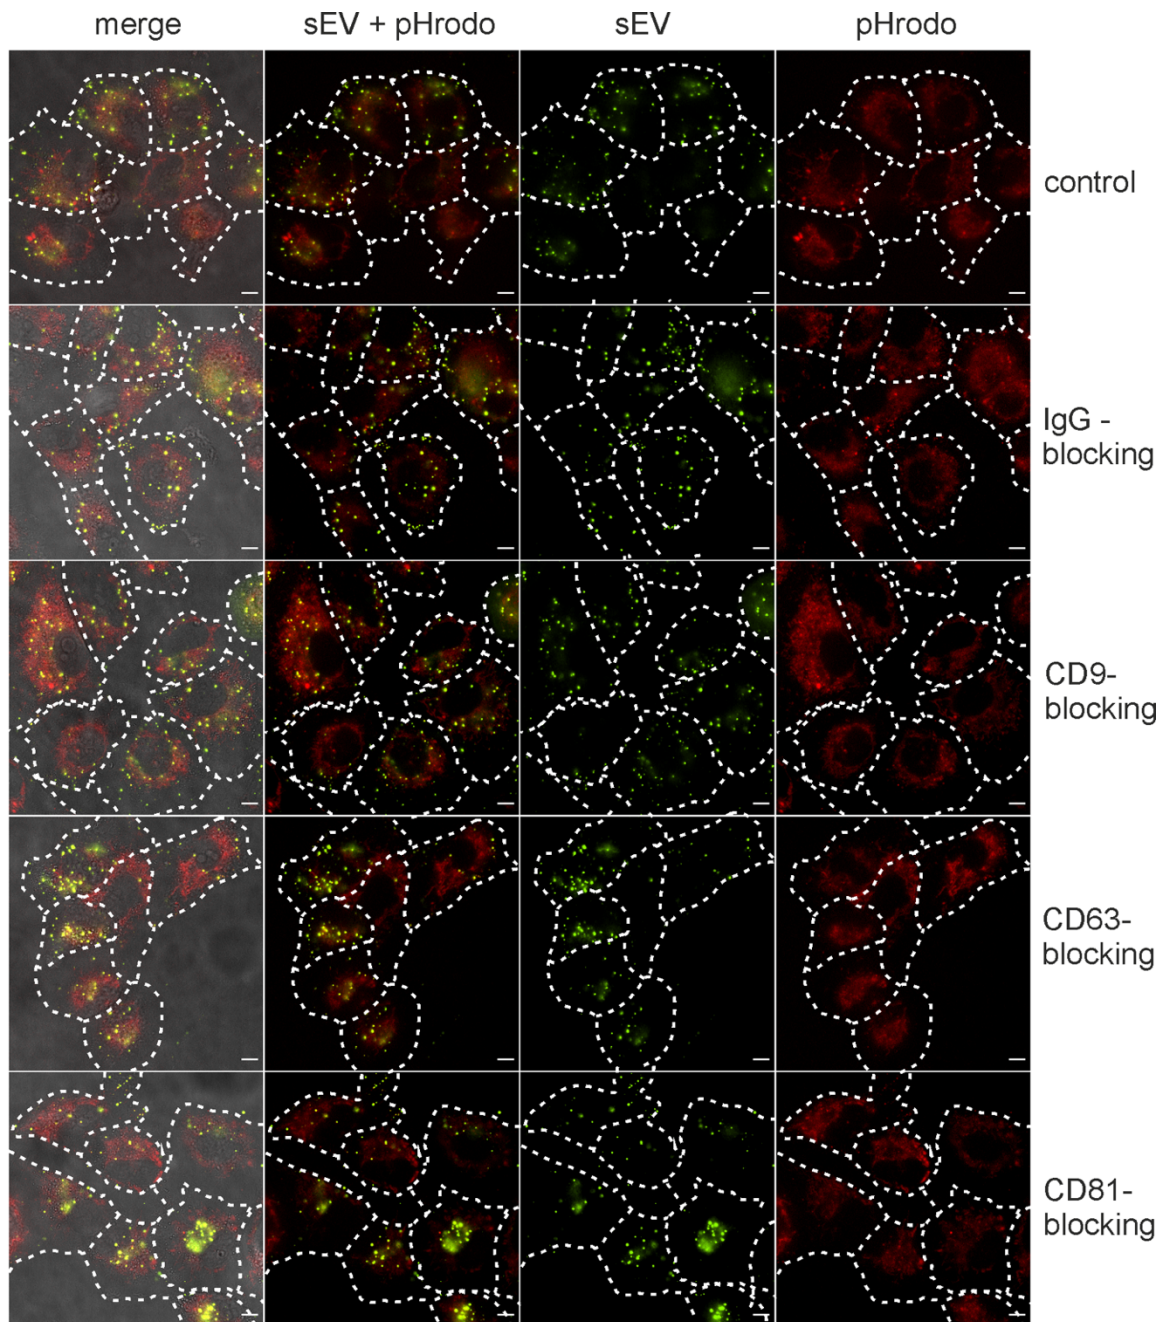 merge sEV + pHrodo sEV pHrodo
control
IgG -
blocking
CD9-
blocking
CD63-
blocking
CD81-
blocking